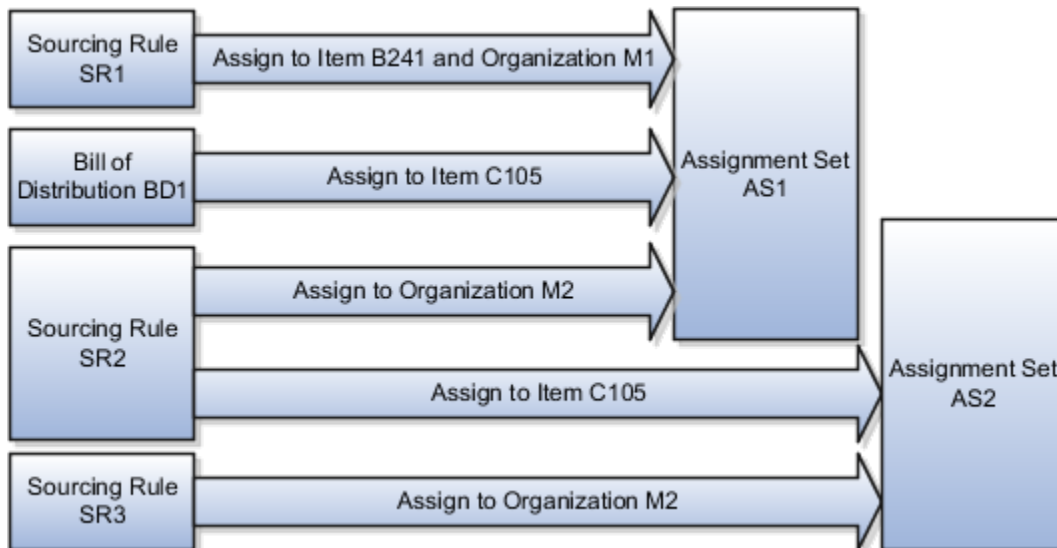 Sourcing Rule
SR1
Assign to Item B241 and Organization M1
Bill of
Distribution BD1
Assign to Item C105
Assignment Set
AS1
Sourcing Rule
SR2
Assign to Organization M2
Assign to Item C105
Assignment Set
AS2
Sourcing Rule
SR3
Assign to Organization M2